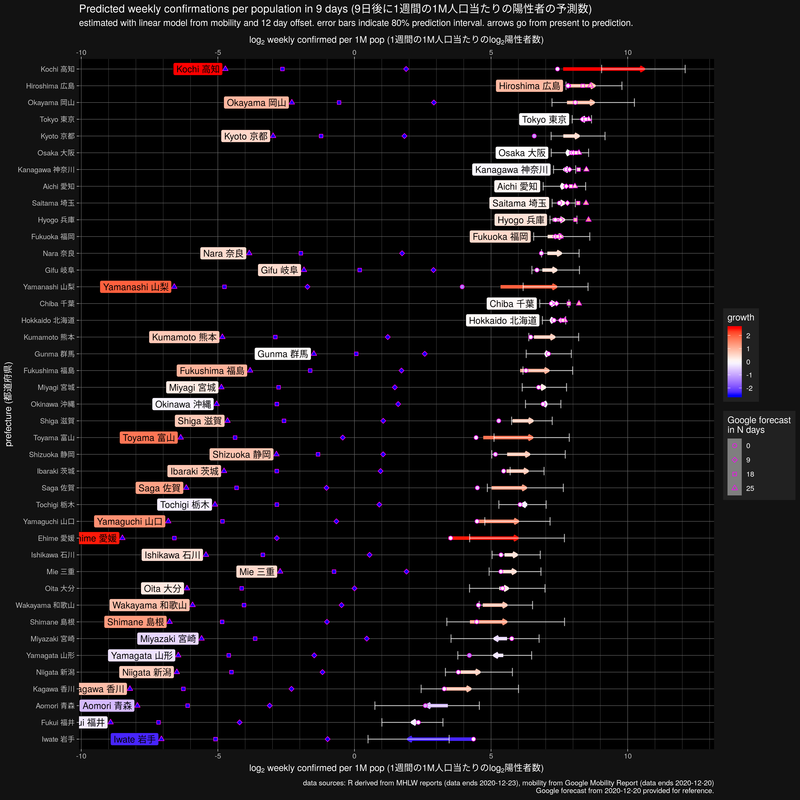 Predicted weekly confirmations per population in 9 days (9日後に1週間の1M人口当たりのlog₂陽性者の予測数)
estimated with linear model from mobility and 12 day offset. error bars indicate 80% prediction interval. arrows go from present to prediction.
log₂ weekly confirmed per 1M pop (1週間の1M人口当たりのlog₂陽性者数)
-10 -5 0 5 10
prefecture (都道府県)
Kochi 高知 Kochi 高知
Hiroshima 広島 Hiroshima 広島
Okayama 岡山 Okayama 岡山
Tokyo 東京 Tokyo 東京
Kyoto 京都 Kyoto 京都
Osaka 大阪 Osaka 大阪
Kanagawa 神奈川 Kanagawa 神奈川
Aichi 愛知 Aichi 愛知
Saitama 埼玉 Saitama 埼玉
Hyogo 兵庫 Hyogo 兵庫
Fukuoka 福岡 Fukuoka 福岡
Nara 奈良 Nara 奈良
Gifu 岐阜 Gifu 岐阜
Yamanashi 山梨 Yamanashi 山梨
Chiba 千葉 Chiba 千葉
Hokkaido 北海道 Hokkaido 北海道
Kumamoto 熊本 Kumamoto 熊本
Gunma 群馬 Gunma 群馬
Fukushima 福島 Fukushima 福島
Miyagi 宮城 Miyagi 宮城
Okinawa 沖縄 Okinawa 沖縄
Shiga 滋賀 Shiga 滋賀
Toyama 富山 Toyama 富山
Shizuoka 静岡 Shizuoka 静岡
Ibaraki 茨城 Ibaraki 茨城
Saga 佐賀 Saga 佐賀
Tochigi 栃木 Tochigi 栃木
Yamaguchi 山口 Yamaguchi 山口
Ehime 愛媛 ime 愛媛
Ishikawa 石川 Ishikawa 石川
Mie 三重 Mie 三重
Oita 大分 Oita 大分
Wakayama 和歌山 Wakayama 和歌山
Shimane 島根 Shimane 島根
Miyazaki 宮崎 Miyazaki 宮崎
Yamagata 山形 Yamagata 山形
Niigata 新潟 Niigata 新潟
Kagawa 香川 agawa 香川
Aomori 青森 Aomori 青森
Fukui 福井 ui 福井
Iwate 岩手 Iwate 岩手
-10 -5 0 5 10
log₂ weekly confirmed per 1M pop (1週間の1M人口当たりのlog₂陽性者数)
growth
2
1
0
-1
-2
Google forecast
in N days
0
9
18
25
data sources: R derived from MHLW reports (data ends 2020-12-23), mobility from Google Mobility Report (data ends 2020-12-20)
Google forecast from 2020-12-20 provided for reference.